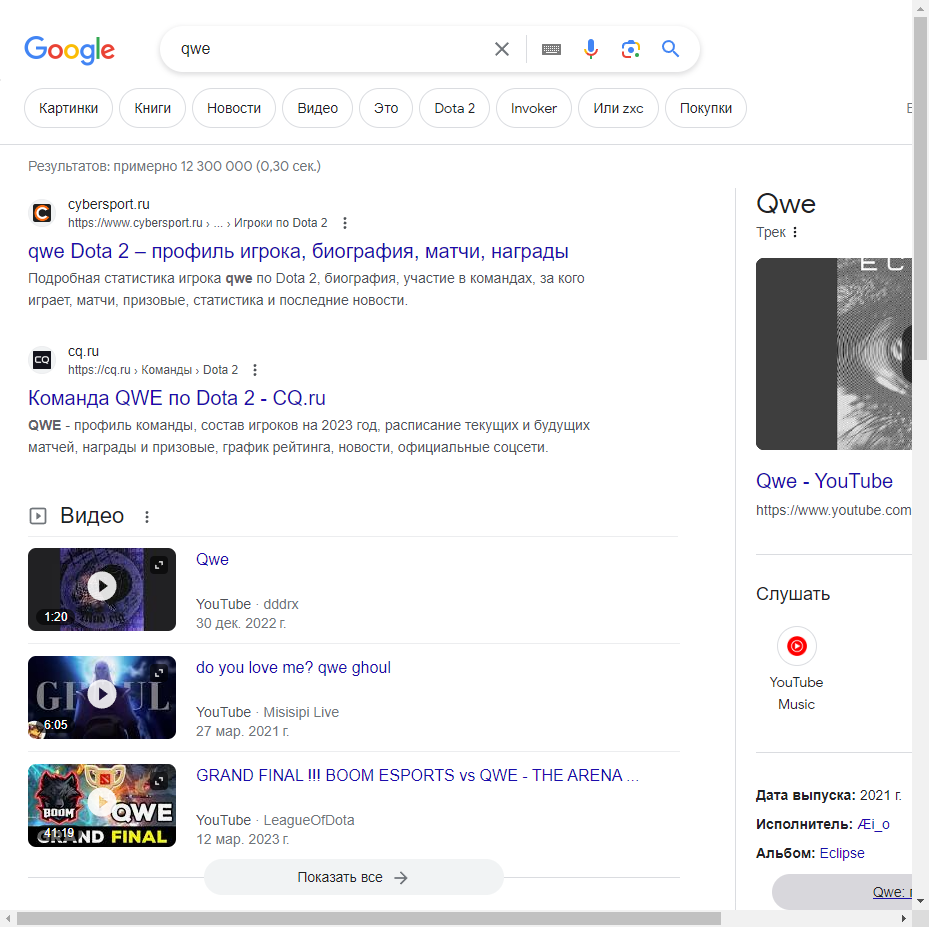 Google
qwe
Картинки
Книги
Новости
Видео
Это
Dota 2
Invoker
Или zxc
Покупки
Результатов: примерно 12 300 000 (0,30 сек.)
cybersport.ru
https://www.cybersport.ru › ... › Игроки по Dota 2
qwe Dota 2 – профиль игрока, биография, матчи, награды
Подробная статистика игрока qwe по Dota 2, биография, участие в командах, за кого
играет, матчи, призовые, статистика и последние новости.
CQ
cq.ru
https://cq.ru › Команды › Dota 2
Команда QWE по Dota 2 - CQ.ru
QWE - профиль команды, состав игроков на 2023 год, расписание текущих и будущих
матчей, награды и призовые, график рейтинга, новости, официальные соцсети.
Видео
1:20
Qwe
YouTube · dddrx
30 дек. 2022 г.
GHOUL
6:05
do you love me? qwe ghoul
YouTube · Misisipi Live
27 мар. 2021 г.
BOOM
QWE
GRAND FINAL
41:19
GRAND FINAL !!! BOOM ESPORTS vs QWE - THE ARENA ...
YouTube · LeagueOfDota
12 мар. 2023 г.
Показать все
Qwe
Трек
Qwe - YouTube
https://www.youtube.com
Слушать
YouTube
Music
Дата выпуска: 2021 г.
Исполнитель: Æi_o
Альбом: Eclipse
Qwe: